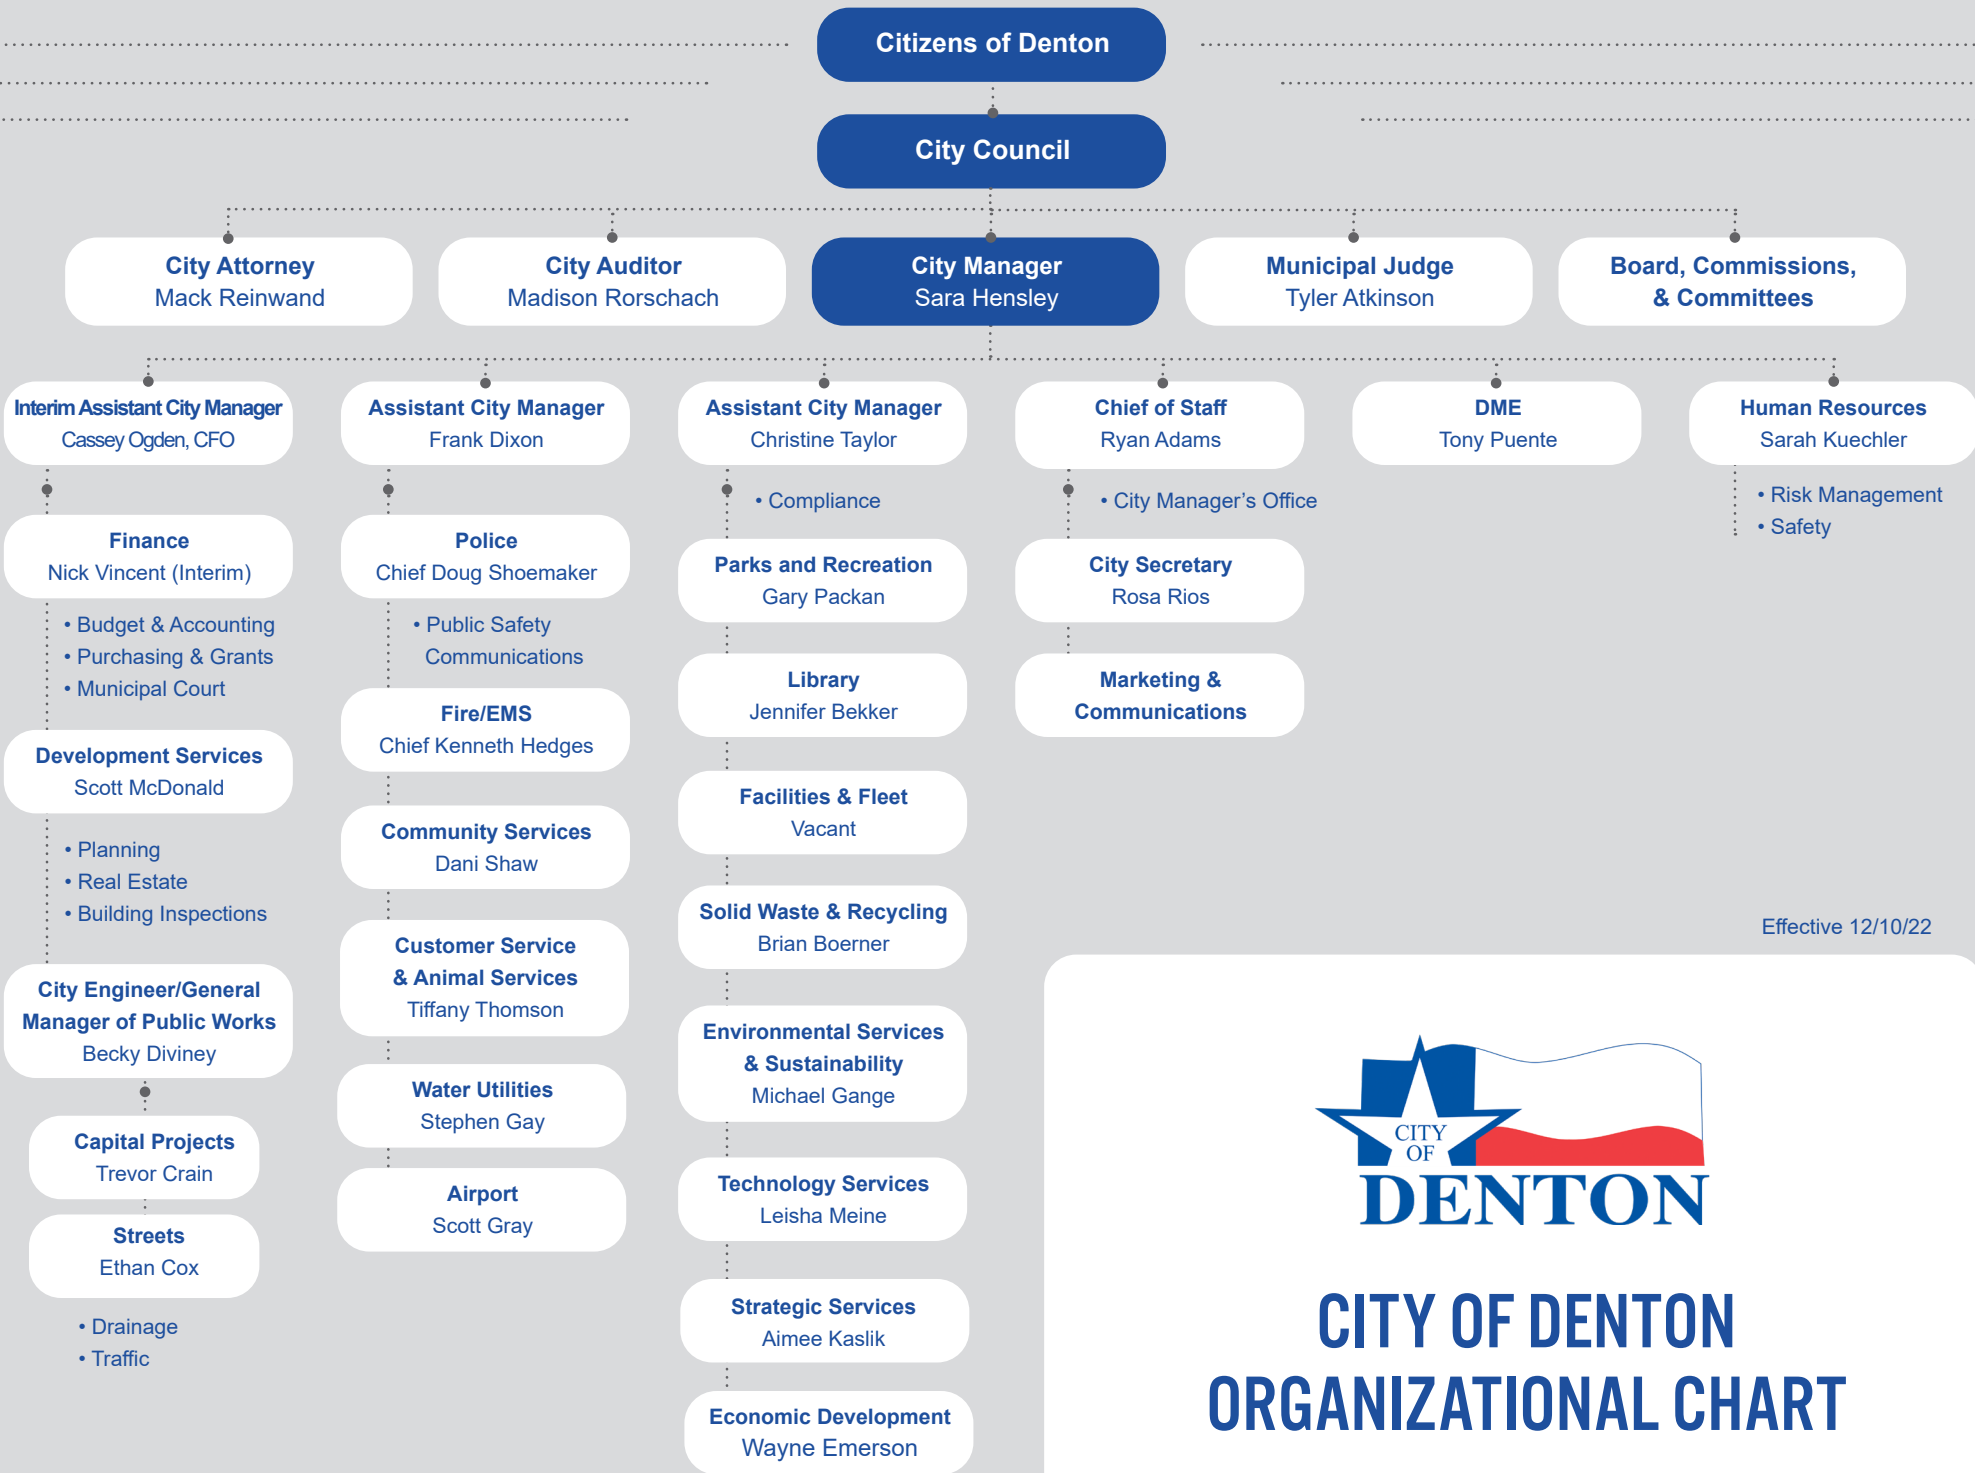 Citizens of Denton
City Council
City Attorney
Mack Reinwand
City Auditor
Madison Rorschach
City Manager
Sara Hensley
Municipal Judge
Tyler Atkinson
Board, Commissions,
& Committees
Interim Assistant City Manager
Cassey Ogden, CFO
Finance
Nick Vincent (Interim)
• Budget & Accounting
• Purchasing & Grants
• Municipal Court
Development Services
Scott McDonald
• Planning
• Real Estate
• Building Inspections
City Engineer/General
Manager of Public Works
Becky Diviney
Capital Projects
Trevor Crain
Streets
Ethan Cox
• Drainage
• Traffic
Assistant City Manager
Frank Dixon
Police
Chief Doug Shoemaker
• Public Safety
Communications
Fire/EMS
Chief Kenneth Hedges
Community Services
Dani Shaw
Customer Service
& Animal Services
Tiffany Thomson
Water Utilities
Stephen Gay
Airport
Scott Gray
Assistant City Manager
Christine Taylor
• Compliance
Parks and Recreation
Gary Packan
Library
Jennifer Bekker
Facilities & Fleet
Vacant
Solid Waste & Recycling
Brian Boerner
Environmental Services
& Sustainability
Michael Gange
Technology Services
Leisha Meine
Strategic Services
Aimee Kaslik
Economic Development
Wayne Emerson
Chief of Staff
Ryan Adams
• City Manager’s Office
City Secretary
Rosa Rios
Marketing &
Communications
DME
Tony Puente
Human Resources
Sarah Kuechler
• Risk Management
• Safety
Effective 12/10/22
CITY
OF
DENTON
CITY OF DENTON
ORGANIZATIONAL CHART